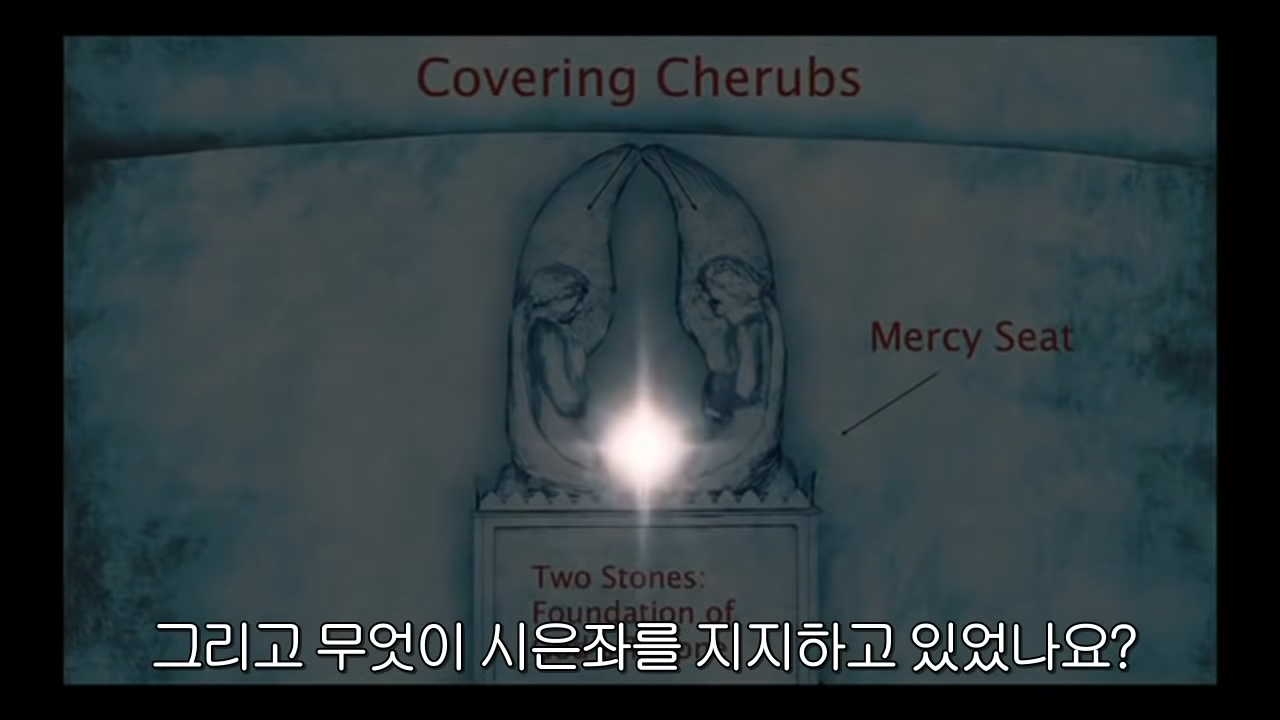 Covering Cherubs
Mercy Seat
Two Stones:
Foundation of
그리고 무엇이 시은좌를 지지하고 있었나요?